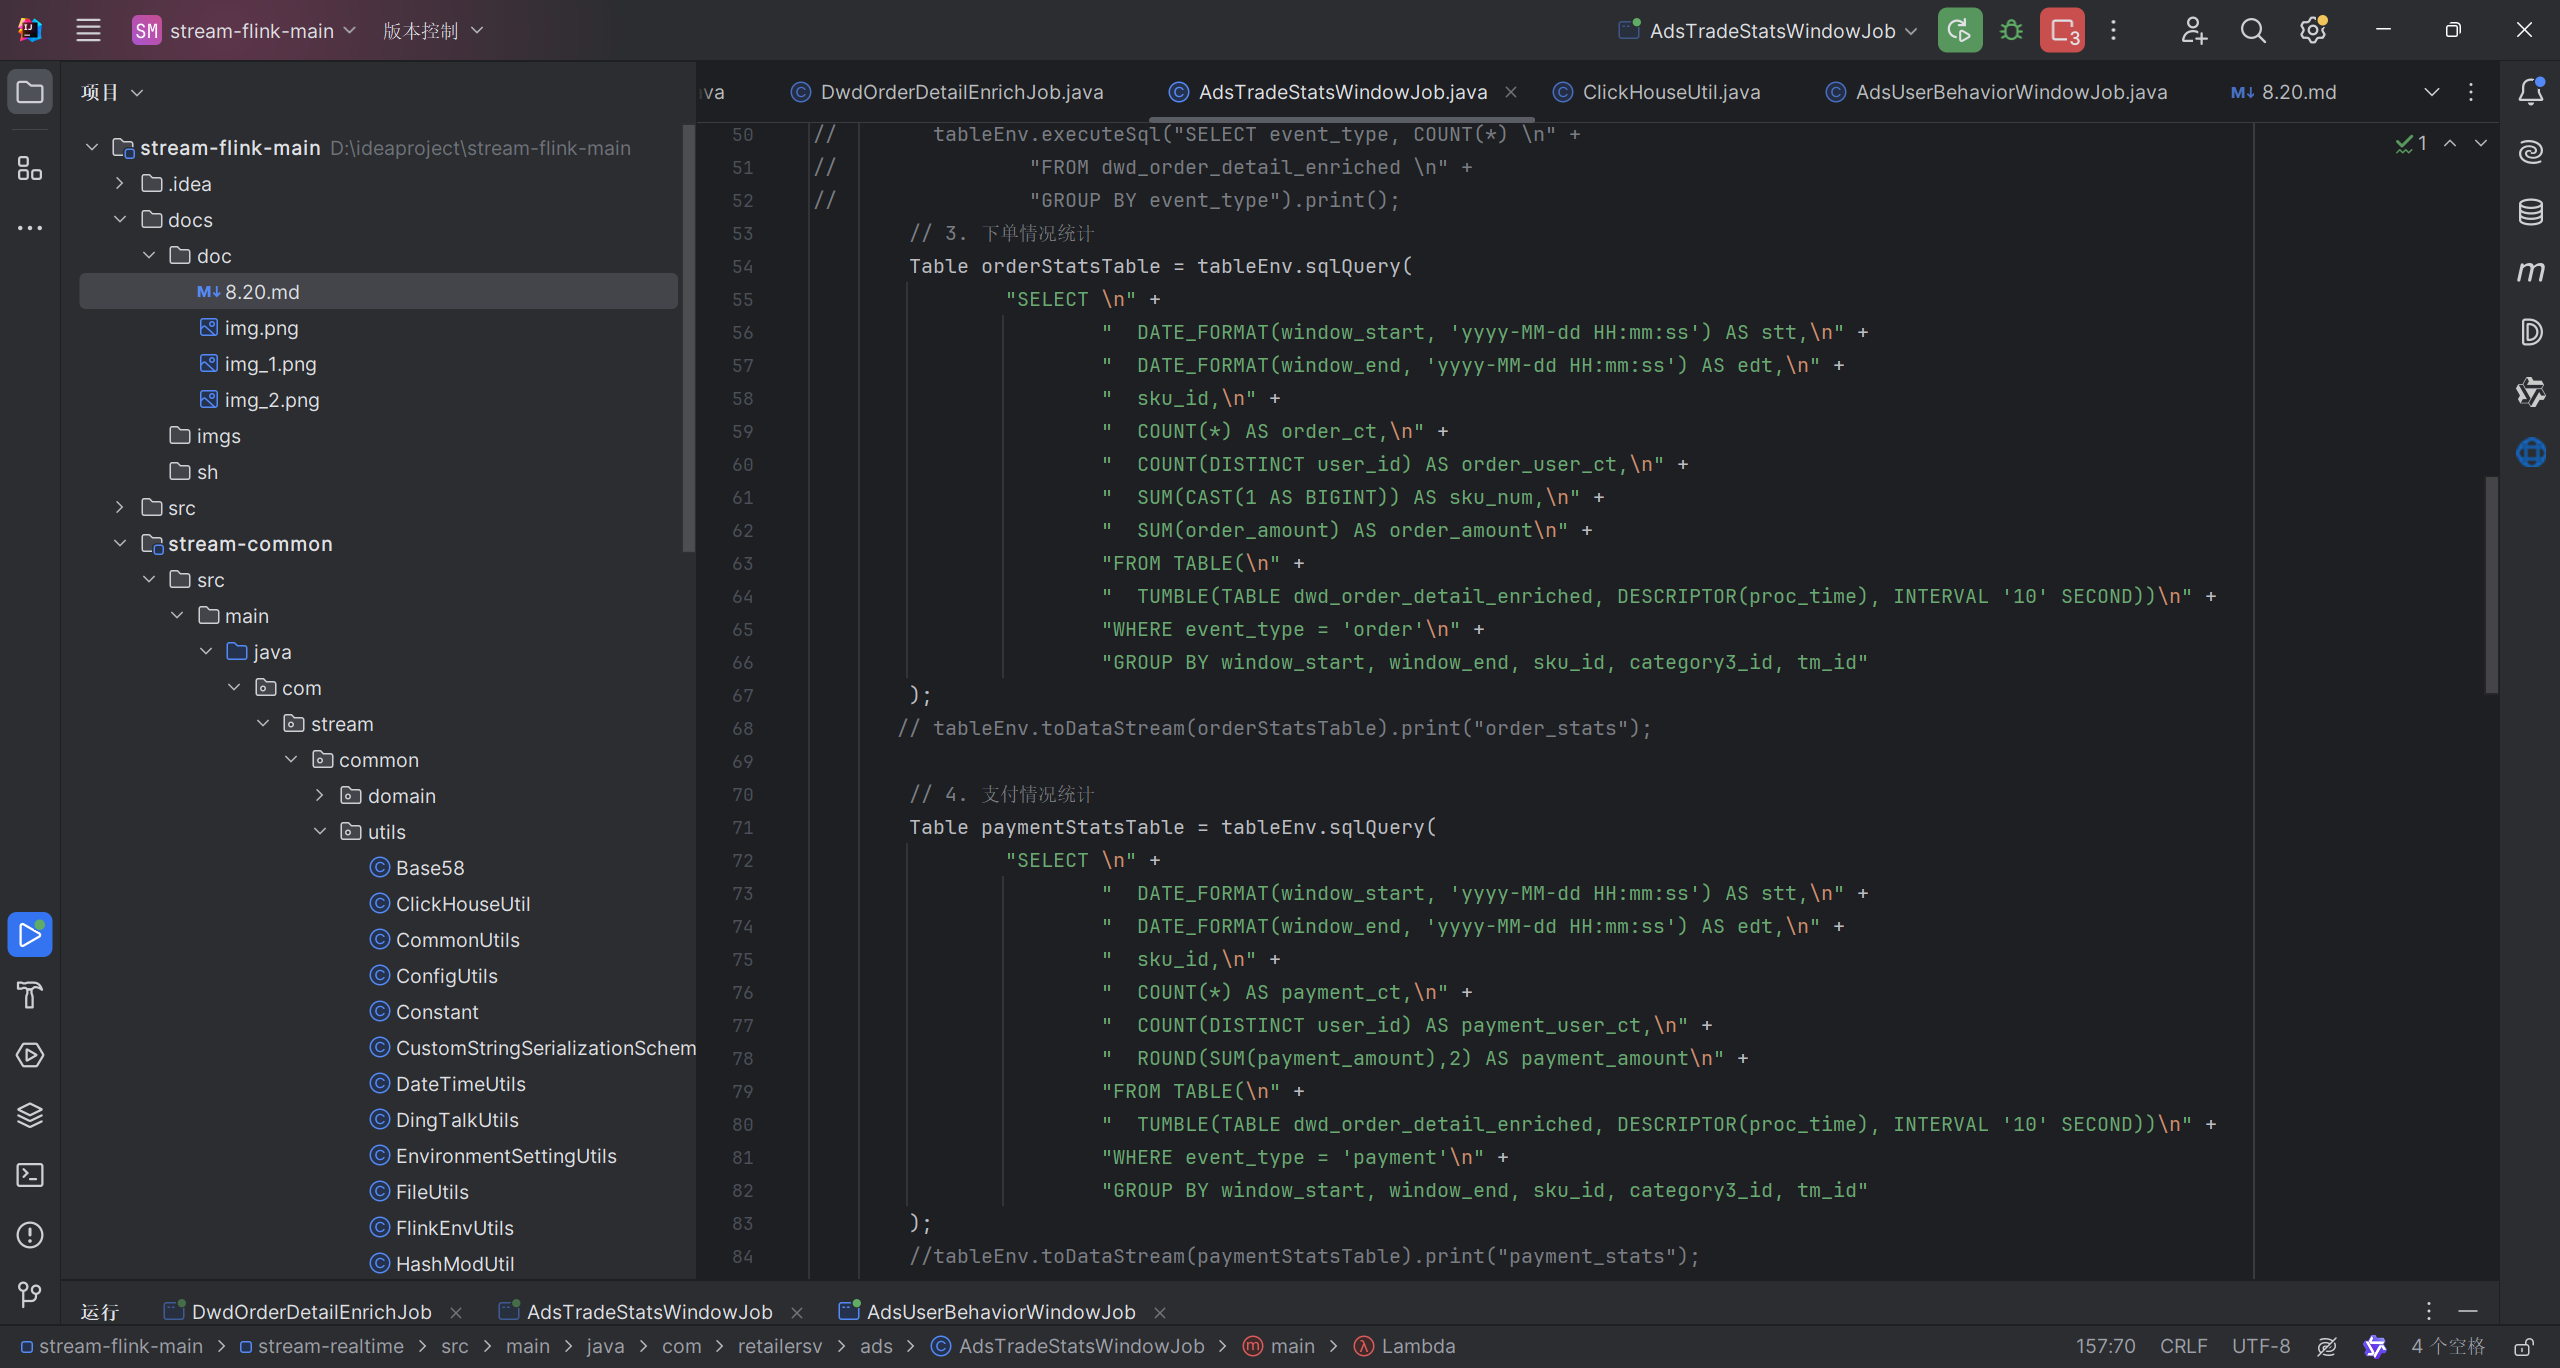 SM stream-flink-main 版本控制 AdsTradeStatsWindowJob 3
项目
stream-flink-main D:\ideaproject\stream-flink-main
.idea
docs
doc
M↓ 8.20.md
img.png
img_1.png
img_2.png
imgs
sh
src
stream-common
src
main
java
com
stream
common
domain
utils
Base58
ClickHouseUtil
CommonUtils
ConfigUtils
Constant
CustomStringSerializationSchem
DateTimeUtils
DingTalkUtils
EnvironmentSettingUtils
FileUtils
FlinkEnvUtils
HashModUtil
va DwdOrderDetailEnrichJob.java AdsTradeStatsWindowJob.java ClickHouseUtil.java AdsUserBehaviorWindowJob.java M↓ 8.20.md
1
50 // tableEnv.executeSql("SELECT event_type, COUNT(*) \n" +
51 // "FROM dwd_order_detail_enriched \n" +
52 // "GROUP BY event_type").print();
53 // 3. 下单情况统计
54 Table orderStatsTable = tableEnv.sqlQuery(
55 "SELECT \n" +
56 " DATE_FORMAT(window_start, 'yyyy-MM-dd HH:mm:ss') AS stt,\n" +
57 " DATE_FORMAT(window_end, 'yyyy-MM-dd HH:mm:ss') AS edt,\n" +
58 " sku_id,\n" +
59 " COUNT(*) AS order_ct,\n" +
60 " COUNT(DISTINCT user_id) AS order_user_ct,\n" +
61 " SUM(CAST(1 AS BIGINT)) AS sku_num,\n" +
62 " SUM(order_amount) AS order_amount\n" +
63 "FROM TABLE(\n" +
64 " TUMBLE(TABLE dwd_order_detail_enriched, DESCRIPTOR(proc_time), INTERVAL '10' SECOND))\n" +
65 "WHERE event_type = 'order'\n" +
66 "GROUP BY window_start, window_end, sku_id, category3_id, tm_id"
67 );
68 // tableEnv.toDataStream(orderStatsTable).print("order_stats");
69
70 // 4. 支付情况统计
71 Table paymentStatsTable = tableEnv.sqlQuery(
72 "SELECT \n" +
73 " DATE_FORMAT(window_start, 'yyyy-MM-dd HH:mm:ss') AS stt,\n" +
74 " DATE_FORMAT(window_end, 'yyyy-MM-dd HH:mm:ss') AS edt,\n" +
75 " sku_id,\n" +
76 " COUNT(*) AS payment_ct,\n" +
77 " COUNT(DISTINCT user_id) AS payment_user_ct,\n" +
78 " ROUND(SUM(payment_amount),2) AS payment_amount\n" +
79 "FROM TABLE(\n" +
80 " TUMBLE(TABLE dwd_order_detail_enriched, DESCRIPTOR(proc_time), INTERVAL '10' SECOND))\n" +
81 "WHERE event_type = 'payment'\n" +
82 "GROUP BY window_start, window_end, sku_id, category3_id, tm_id"
83 );
84 //tableEnv.toDataStream(paymentStatsTable).print("payment_stats");
运行 DwdOrderDetailEnrichJob AdsTradeStatsWindowJob AdsUserBehaviorWindowJob
stream-flink-main > stream-realtime > src > main > java > com > retailersv > ads > AdsTradeStatsWindowJob > main > Lambda 157:70 CRLF UTF-8 4 个空格